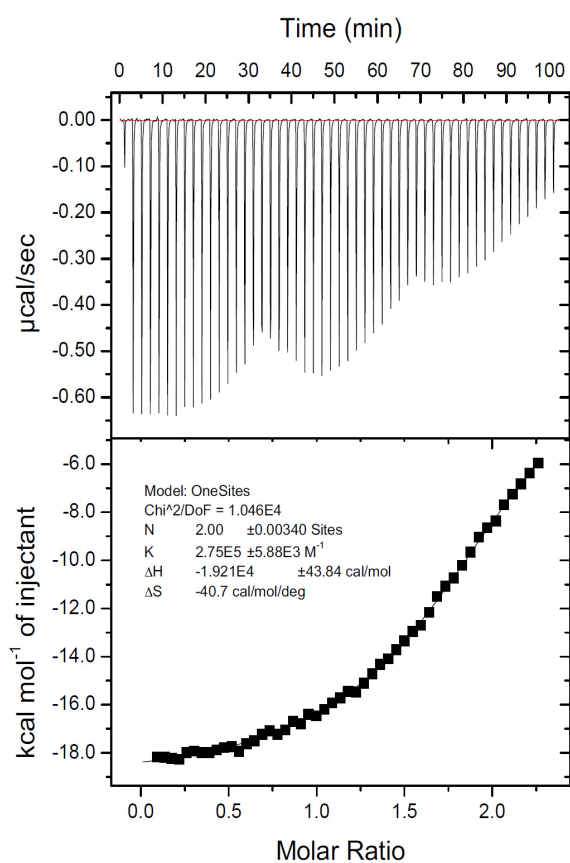 Time (min)
0 10 20 30 40 50 60 70 80 90 100
0.00
-0.10
-0.20
-0.30
-0.40
-0.50
-0.60
µcal/sec
-6.0
-8.0
-10.0
-12.0
-14.0
-16.0
-18.0
kcal mol⁻¹ of injectant
Model: OneSites
Chi^2/DoF = 1.046E4
N 2.00 ±0.00340 Sites
K 2.75E5 ±5.88E3 M⁻¹
ΔH -1.921E4 ±43.84 cal/mol
ΔS -40.7 cal/mol/deg
0.0 0.5 1.0 1.5 2.0
Molar Ratio